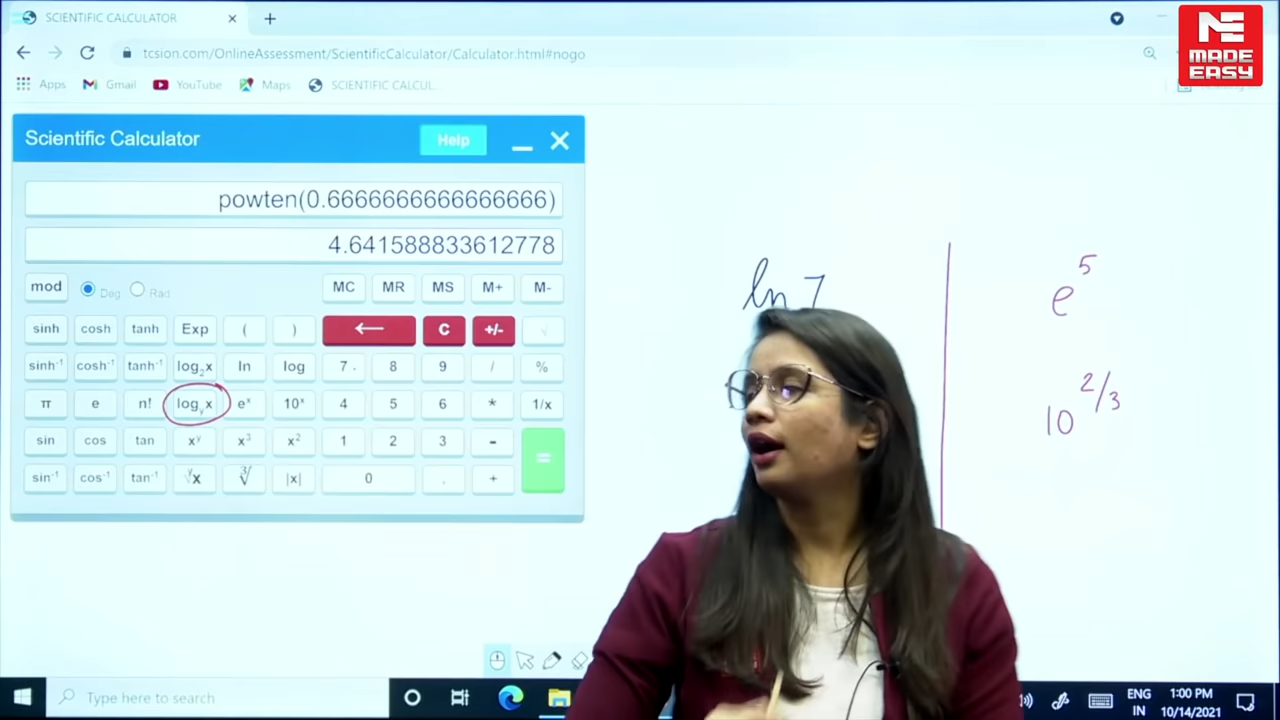 SCIENTIFIC CALCULATOR
tcsion.com/OnlineAssessment/ScientificCalculator/Calculator.html#nogo
Apps Gmail YouTube Maps SCIENTIFIC CALCUL...
ME
MADE
EASY
Scientific Calculator Help
powten(0.6666666666666666)
4.641588833612778
mod Deg Rad MC MR MS M+ M-
sinh cosh tanh Exp ( ) ← C +/- √
sinh⁻¹ cosh⁻¹ tanh⁻¹ log₂x ln log 7 8 9 / %
π e n! logᵧx eˣ 10ˣ 4 5 6 * 1/x
sin cos tan xʸ x³ x² 1 2 3 - =
sin⁻¹ cos⁻¹ tan⁻¹ ʸ√x ∛ |x| 0 . +
ln 7
e⁵
10^2/3
Type here to search
ENG
IN
1:00 PM
10/14/2021